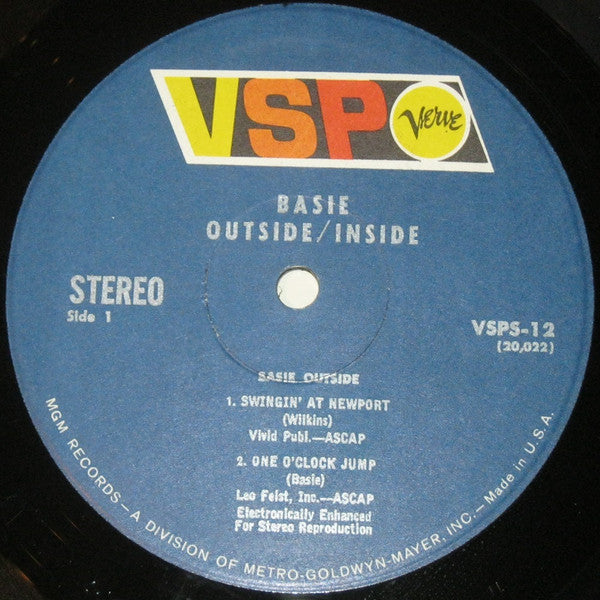 VSP Verve
BASIE
OUTSIDE/INSIDE
STEREO
Side 1
VSPS-12
(20,022)
BASIE OUTSIDE
1. SWINGIN' AT NEWPORT
(Wilkins)
Vivid Publ.—ASCAP
2. ONE O'CLOCK JUMP
(Basie)
Leo Feist, Inc.—ASCAP
Electronically Enhanced
For Stereo Reproduction
MGM RECORDS—A DIVISION OF METRO-GOLDWYN-MAYER, INC.—Made in U.S.A.